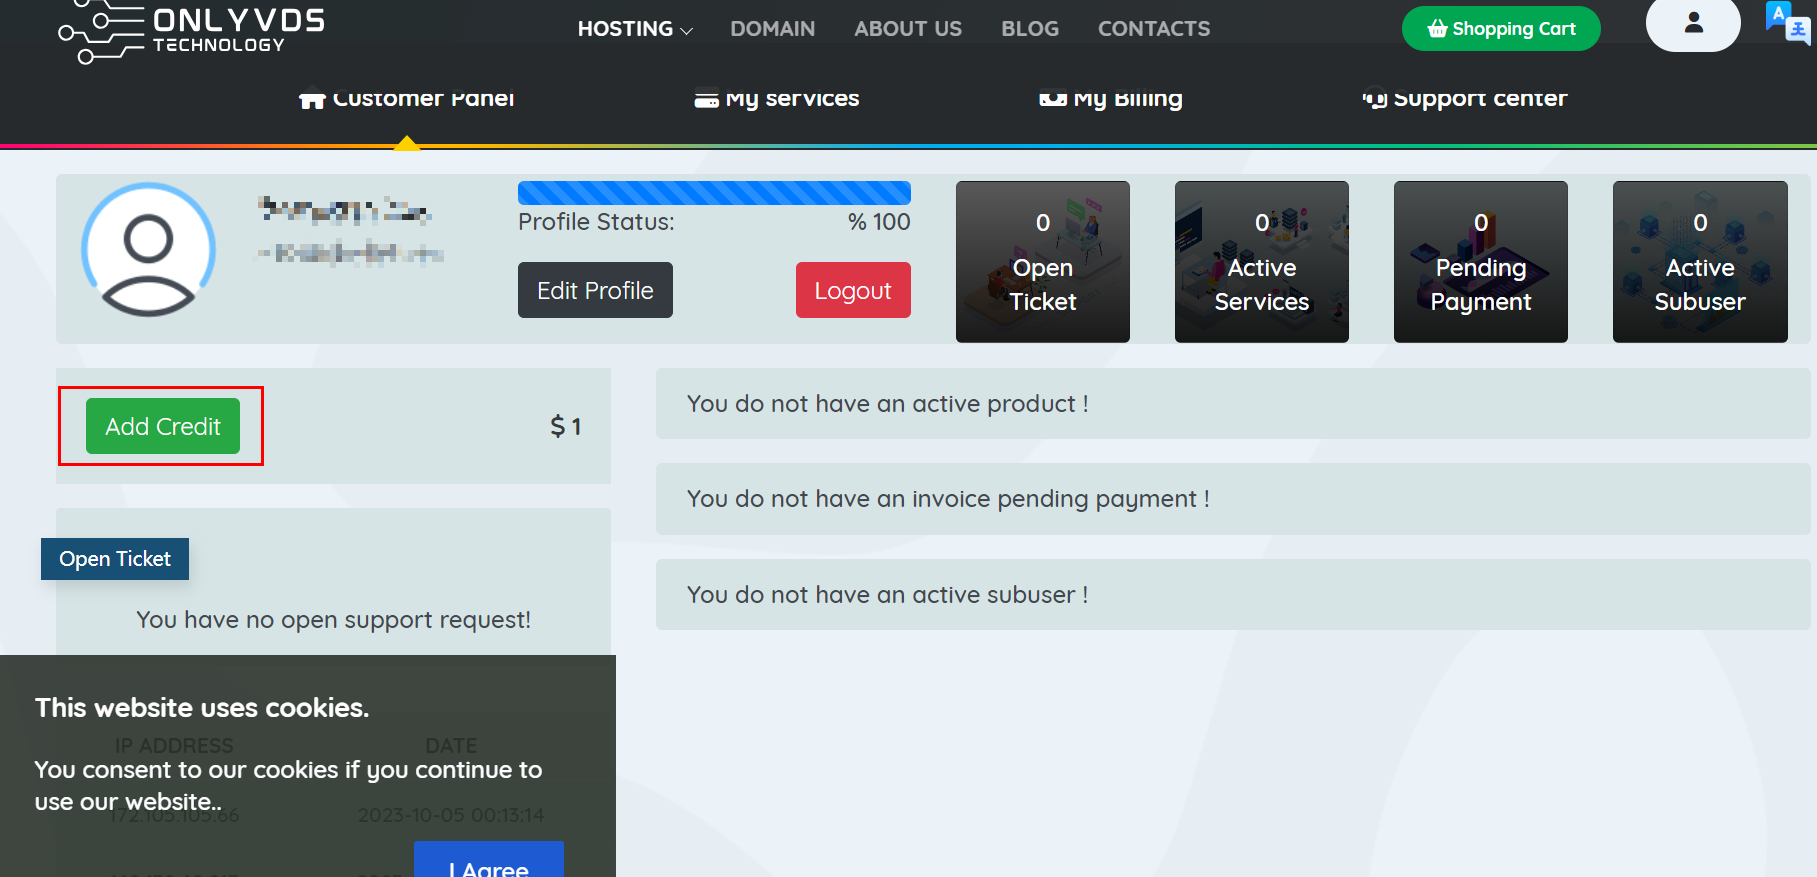 ONLYVDS
TECHNOLOGY
HOSTING
DOMAIN
ABOUT US
BLOG
CONTACTS
Shopping Cart
A
Customer Panel
My services
My Billing
Support center
Profile Status:
% 100
Edit Profile
Logout
0
Open
Ticket
0
Active
Services
0
Pending
Payment
0
Active
Subuser
Add Credit
$ 1
You do not have an active product !
You do not have an invoice pending payment !
You do not have an active subuser !
Open Ticket
You have no open support request!
This website uses cookies.
IP ADDRESS
DATE
You consent to our cookies if you continue to
use our website..
172.105.105.66
2023-10-05 00:13:14
I Agree